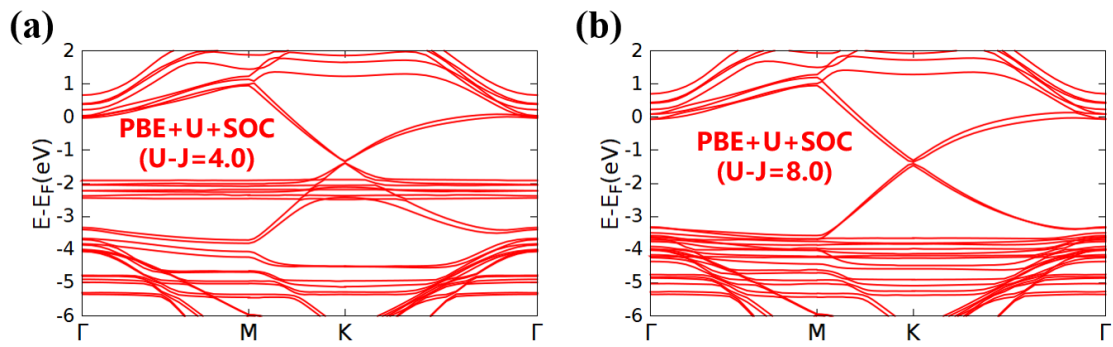 (a)
2
1
0
-1
-2
-3
-4
-5
-6
E-E_F(eV)
PBE+U+SOC
(U-J=4.0)
Γ M K Γ
(b)
2
1
0
-1
-2
-3
-4
-5
-6
E-E_F(eV)
PBE+U+SOC
(U-J=8.0)
Γ M K Γ